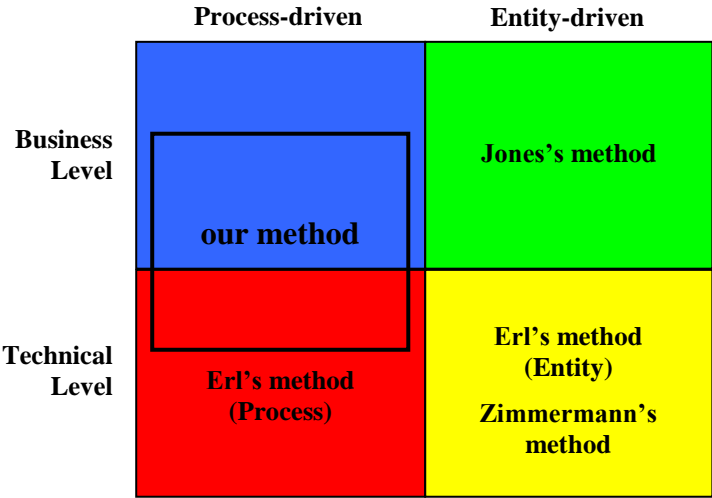 Process-driven
Entity-driven
Business
Level
Jones's method
our method
Technical
Level
Erl's method
(Process)
Erl's method
(Entity)
Zimmermann's
method